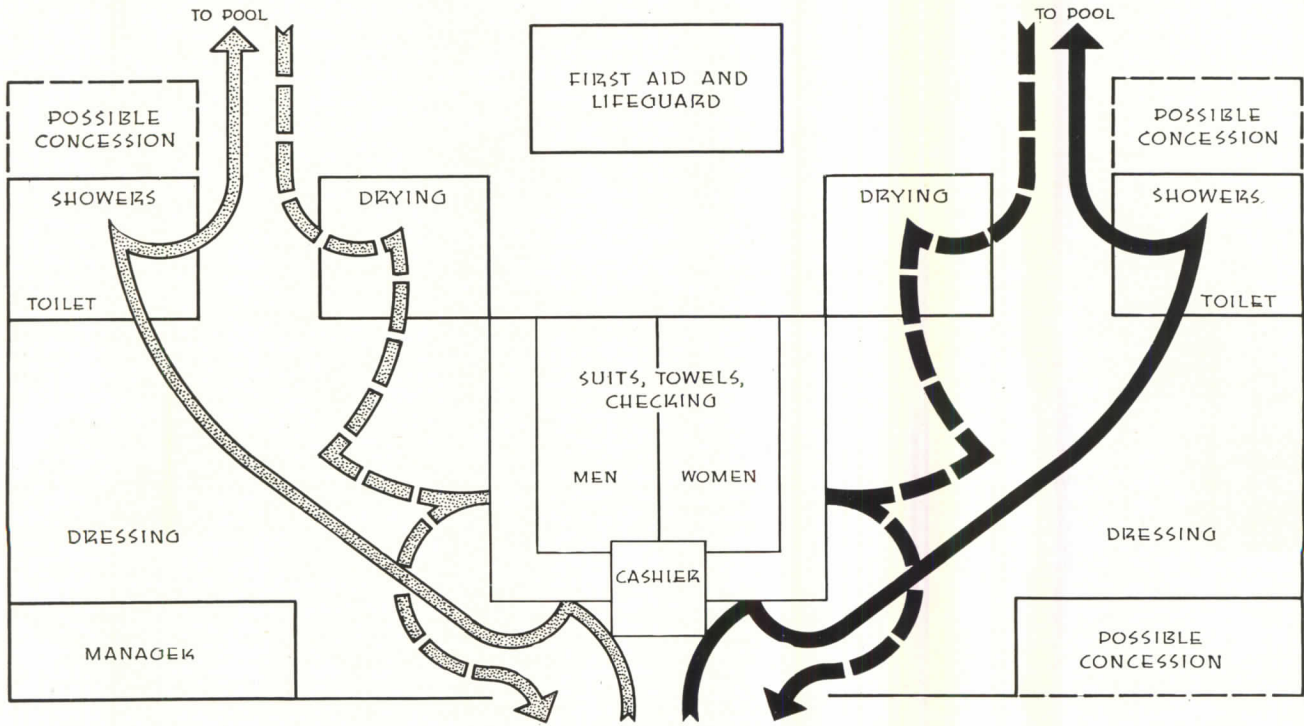 TO POOL
TO POOL
FIRST AID AND
LIFEGUARD
POSSIBLE
CONCESSION
POSSIBLE
CONCESSION
SHOWERS
DRYING
DRYING
SHOWERS
TOILET
TOILET
SUITS, TOWELS,
CHECKING
MEN
WOMEN
DRESSING
DRESSING
CASHIER
MANAGER
POSSIBLE
CONCESSION